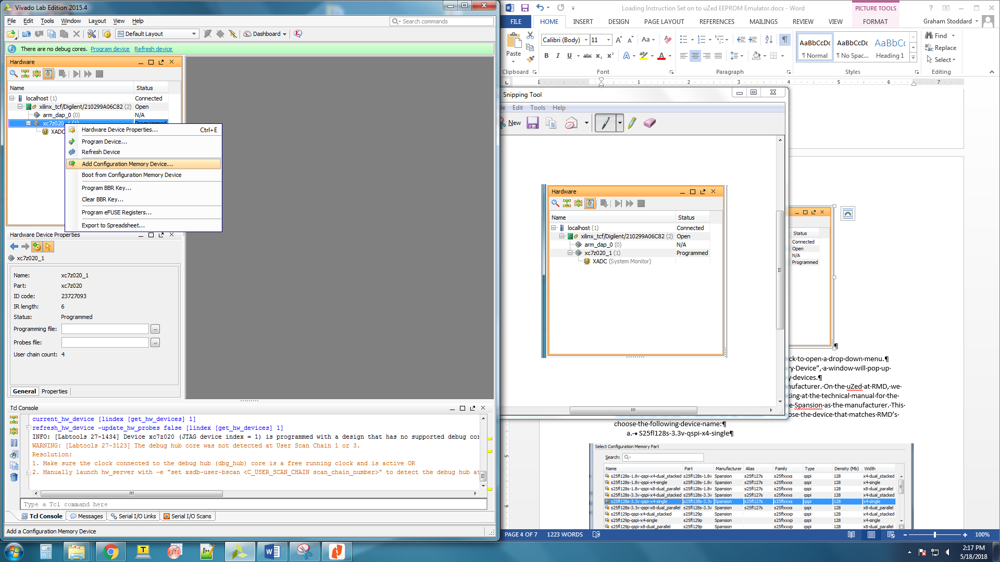 Vivado Lab Edition 2015.4
File Edit Tools Window Layout View Help
Search commands
Default Layout
Dashboard
There are no debug cores. Program device Refresh device
Hardware
Name Status
localhost (1) Connected
xilinx_tcf/Digilent/210299A06C82 (2) Open
arm_dap_0 (0) N/A
xc7z020_1 (1) Programmed
XADC
Hardware Device Properties... Ctrl+E
Program Device...
Refresh Device
Add Configuration Memory Device...
Boot from Configuration Memory Device
Program BBR Key...
Clear BBR Key...
Program eFUSE Registers...
Export to Spreadsheet...
Hardware Device Properties
xc7z020_1
Name: xc7z020_1
Part: xc7z020
ID code: 23727093
IR length: 6
Status: Programmed
Programming file:
Probes file:
User chain count: 4
General Properties
Tcl Console
current_hw_device [lindex [get_hw_devices] 1]
refresh_hw_device -update_hw_probes false [lindex [get_hw_devices] 1]
INFO: [Labtools 27-1434] Device xc7z020 (JTAG device index = 1) is programmed with a design that has no supported debug cor
WARNING: [Labtools 27-3123] The debug hub core was not detected at User Scan Chain 1 or 3.
Resolution:
1. Make sure the clock connected to the debug hub (dbg_hub) core is a free running clock and is active OR
2. Manually launch hw_server with -e "set xsdb-user-bscan <C_USER_SCAN_CHAIN scan_chain_number>" to detect the debug hub at
Type a Tcl command here
Tcl Console Messages Serial I/O Links Serial I/O Scans
Add a Configuration Memory Device
Loading Instruction Set on to uZed EEPROM Emulator.docx - Word
PICTURE TOOLS
FILE HOME INSERT DESIGN PAGE LAYOUT REFERENCES MAILINGS REVIEW VIEW FORMAT
Graham Stoddard
Paste
Calibri (Body) 11
B I U abc x₂ x²
AaBbCcDc AaBbCcDc AaBbCc
¶ Normal ¶ No Spac... Heading 1
Find
Replace
Select
Clipboard Font Paragraph Styles Editing
1 1 2 3 4 5 6 7
Snipping Tool
le Edit Tools Help
New
Hardware
Name Status
localhost (1) Connected
xilinx_tcf/Digilent/210299A06C82 (2) Open
arm_dap_0 (0) N/A
xc7z020_1 (1) Programmed
XADC (System Monitor)
Status
Connected
Open
N/A
Programmed
¶
ck to open a drop down menu.¶
ry Device”, a window will pop up
y devices.¶
nufacturer. On the uZed at RMD, we
king at the technical manual for the
e Spansion as the manufacturer. This
ose the device that matches RMD’s
choose the following device name:¶
a. S25fl128s-3.3v-qspi-x4-single¶
Select Configuration Memory Part
Search:
Name Part Manufacturer Alias Family Type Density (Mb) Width
s25fl128s-1.8v-qspi-x4-dual_stacked s25fl128s-1.8v Spansion s25fl127s s25flxxxs qspi 128 x4-dual_stacked
s25fl128s-1.8v-qspi-x4-single s25fl128s-1.8v Spansion s25fl127s s25flxxxs qspi 128 x4-single
s25fl128s-1.8v-qspi-x8-dual_parallel s25fl128s-1.8v Spansion s25fl127s s25flxxxs qspi 128 x8-dual_parallel
s25fl128s-3.3v-qspi-x4-dual_stacked s25fl128s-3.3v Spansion s25fl127s s25flxxxs qspi 128 x4-dual_stacked
s25fl128s-3.3v-qspi-x4-single s25fl128s-3.3v Spansion s25fl127s s25flxxxs qspi 128 x4-single
s25fl128s-3.3v-qspi-x8-dual_parallel s25fl128s-3.3v Spansion s25fl127s s25flxxxs qspi 128 x8-dual_parallel
s25fl129p-qspi-x4-dual_stacked s25fl129p Spansion s25flxxxp qspi 128 x4-dual_stacked
s25fl129p-qspi-x4-single s25fl129p Spansion s25flxxxp qspi 128 x4-single
s25fl129p-qspi-x8-dual_parallel s25fl129p Spansion s25flxxxp qspi 128 x8-dual_parallel
PAGE 4 OF 7 1223 WORDS 100%
2:17 PM
5/18/2018